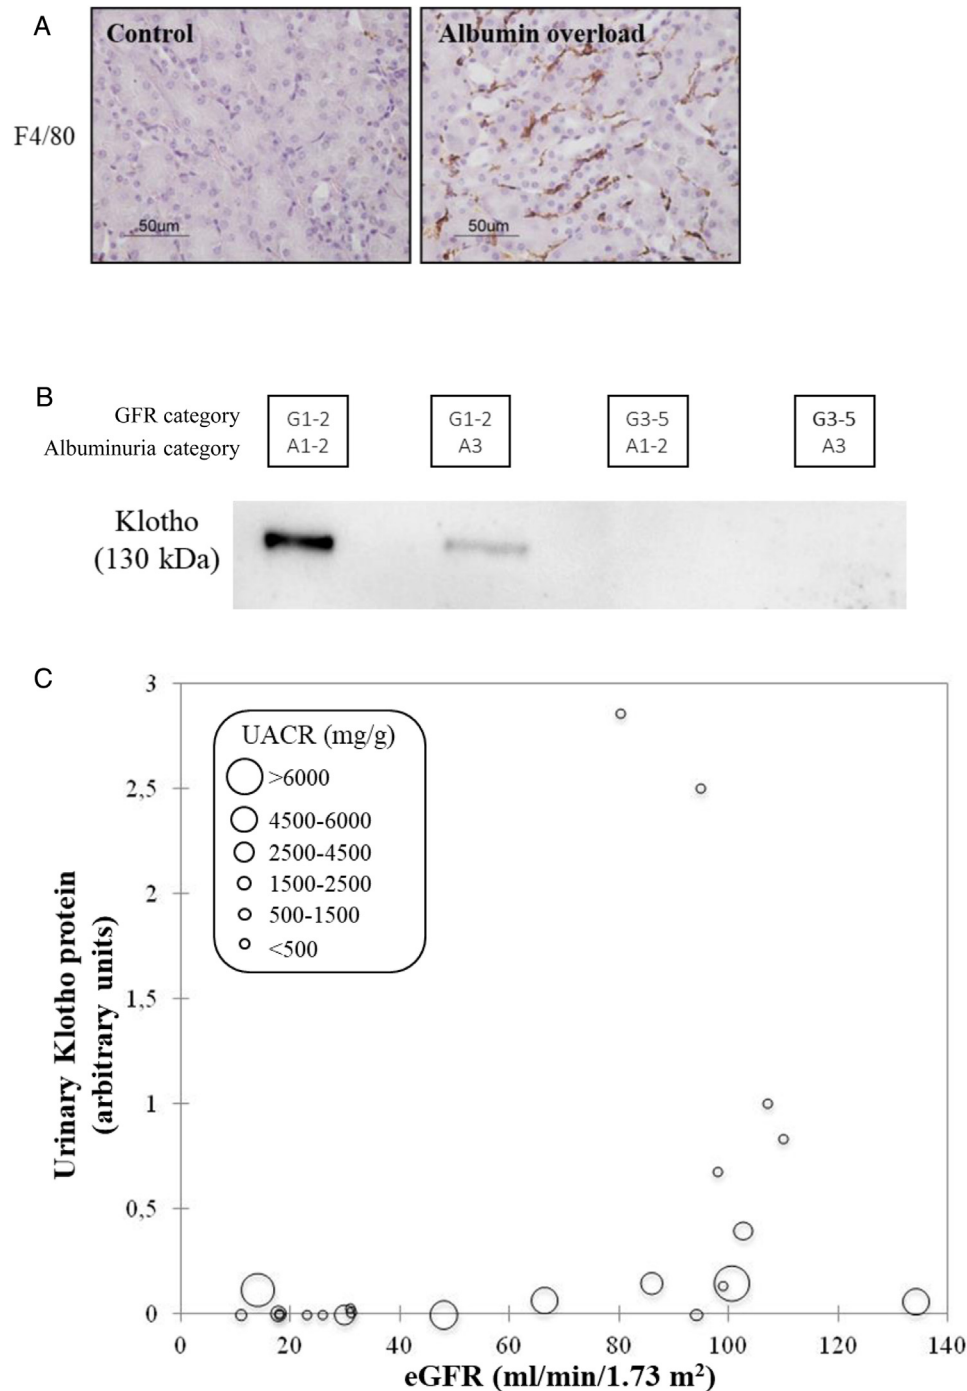 A
Control
Albumin overload
F4/80
50um
50um
B
GFR category
G1-2
G1-2
G3-5
G3-5
Albuminuria category
A1-2
A3
A1-2
A3
Klotho
(130 kDa)
C
3
2,5
2
1,5
1
0,5
0
Urinary Klotho protein
(arbitrary units)
UACR (mg/g)
>6000
4500-6000
2500-4500
1500-2500
500-1500
<500
0 20 40 60 80 100 120 140
eGFR (ml/min/1.73 m²)